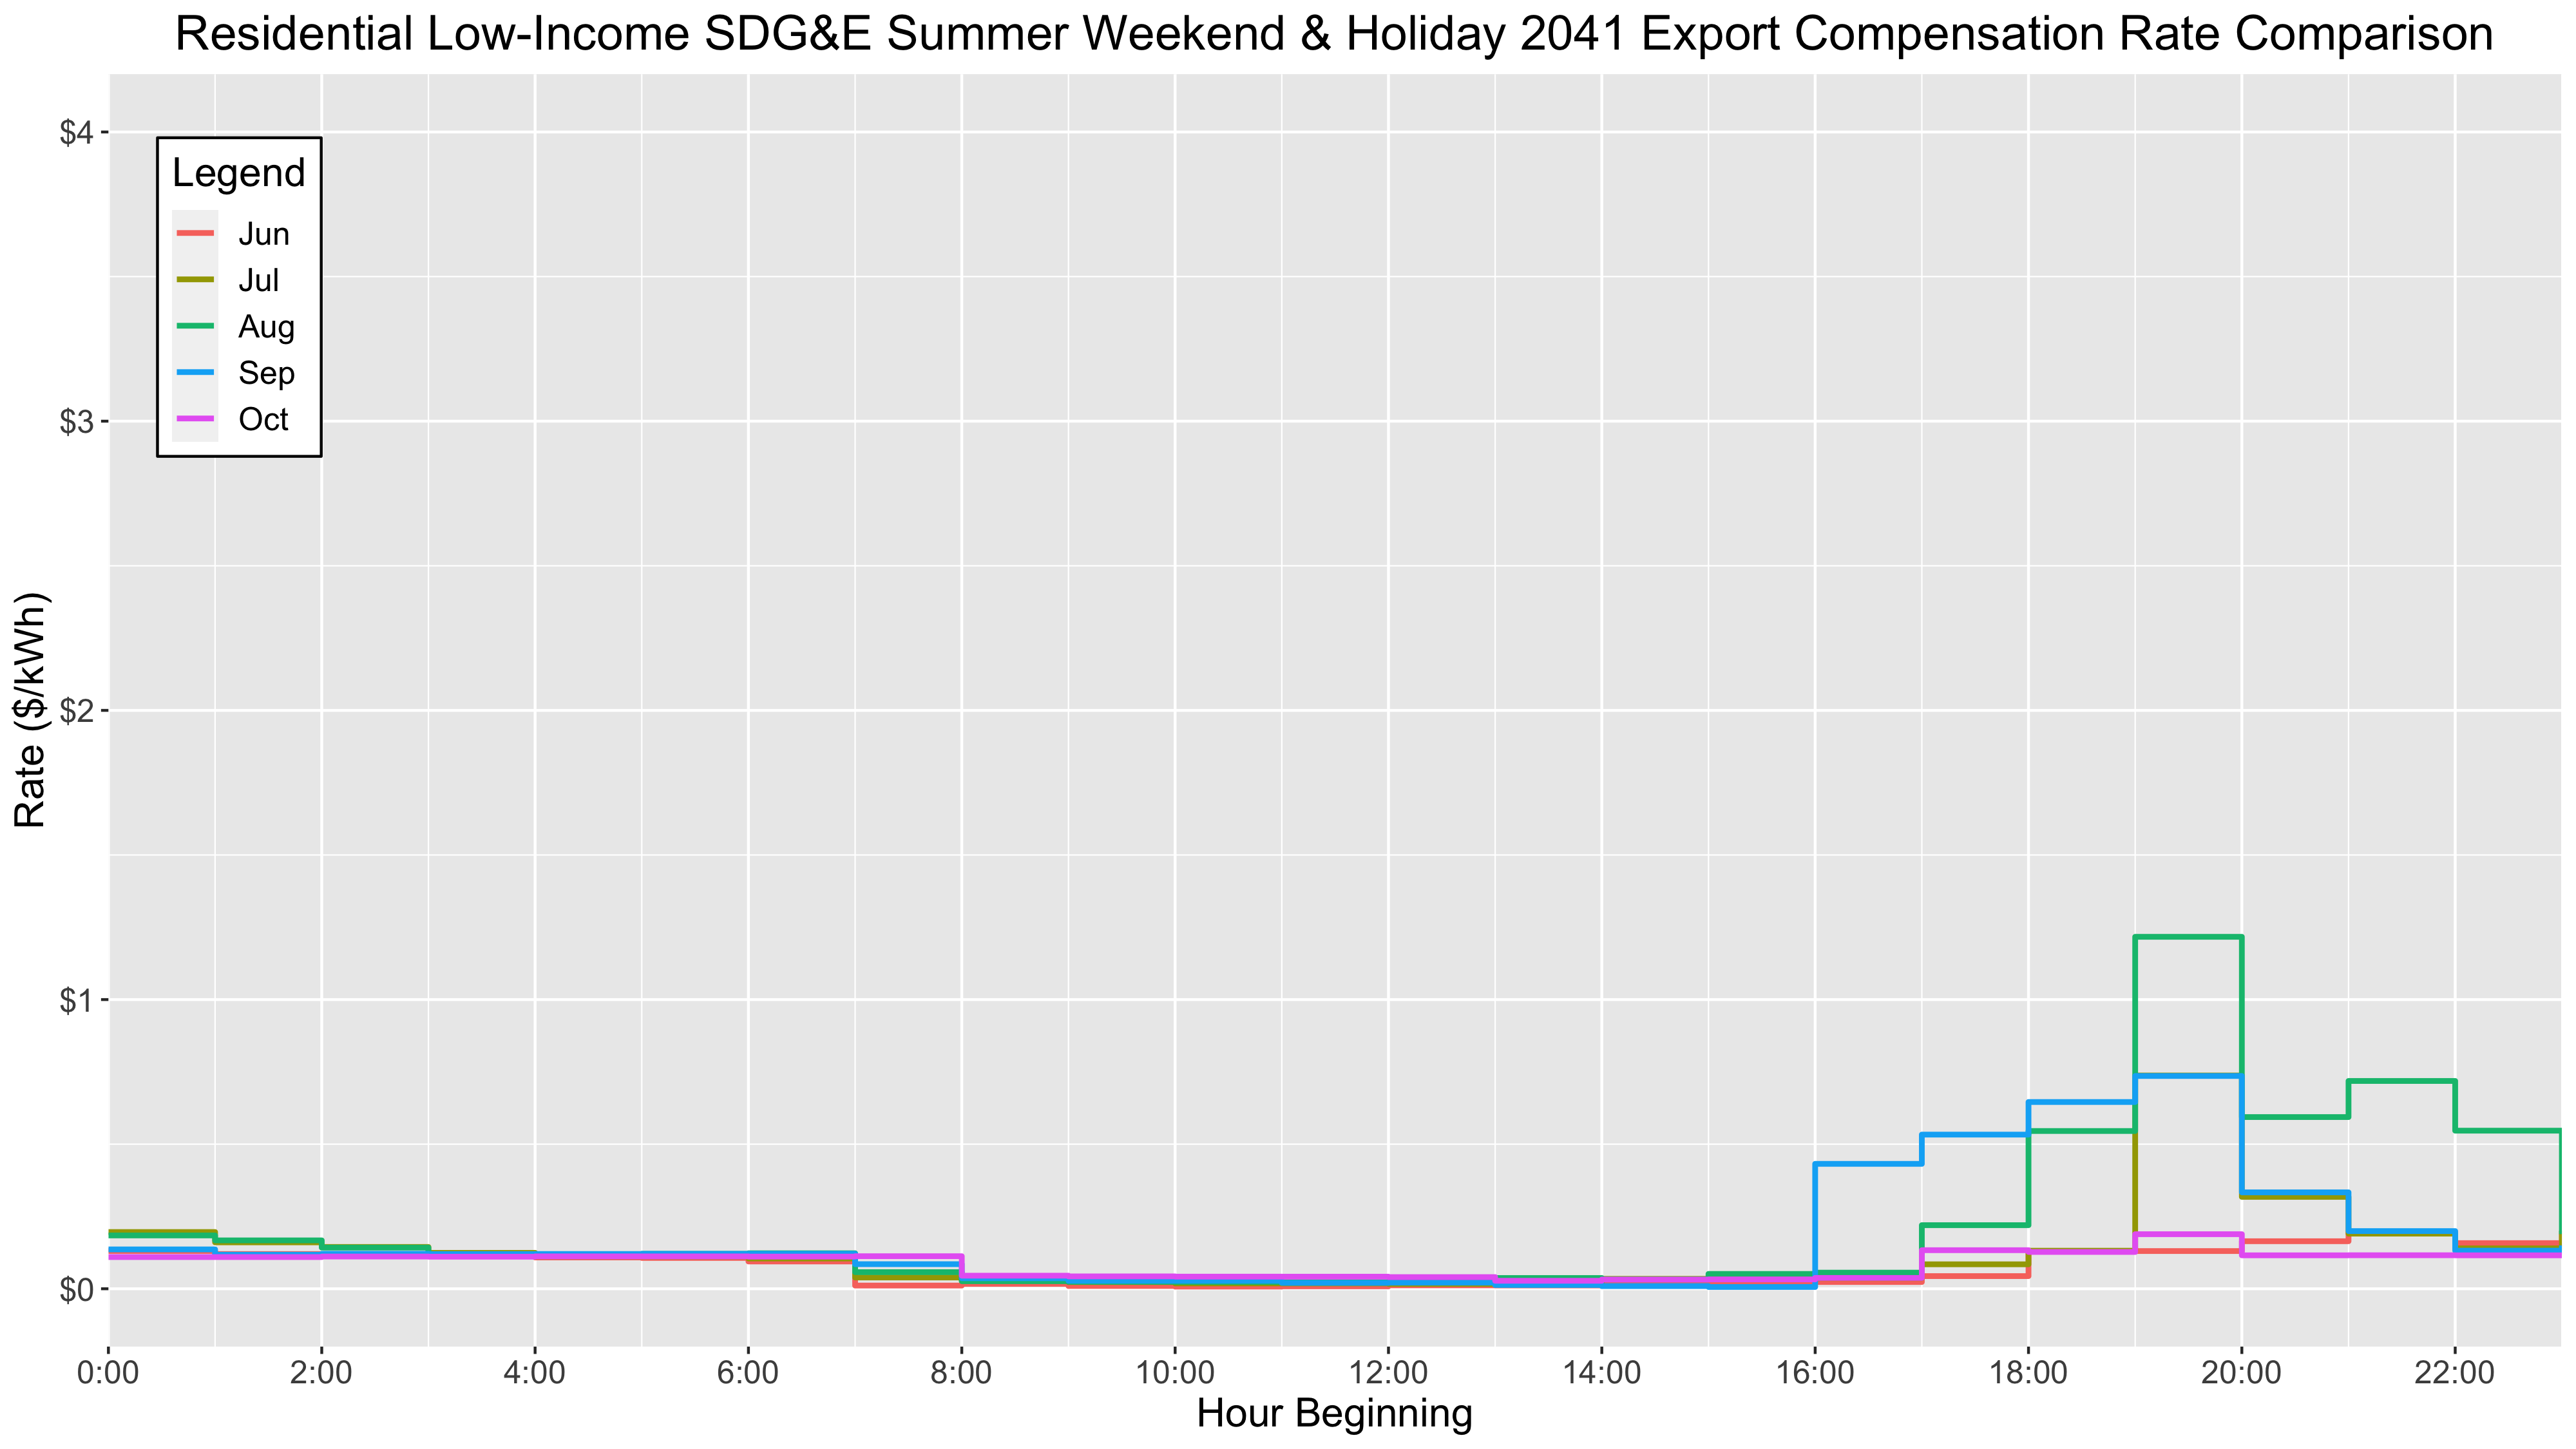 Residential Low-Income SDG&E Summer Weekend & Holiday 2041 Export Compensation Rate Comparison
$4
$3
$2
$1
$0
Legend
Jun
Jul
Aug
Sep
Oct
Rate ($/kWh)
0:00 2:00 4:00 6:00 8:00 10:00 12:00 14:00 16:00 18:00 20:00 22:00
Hour Beginning